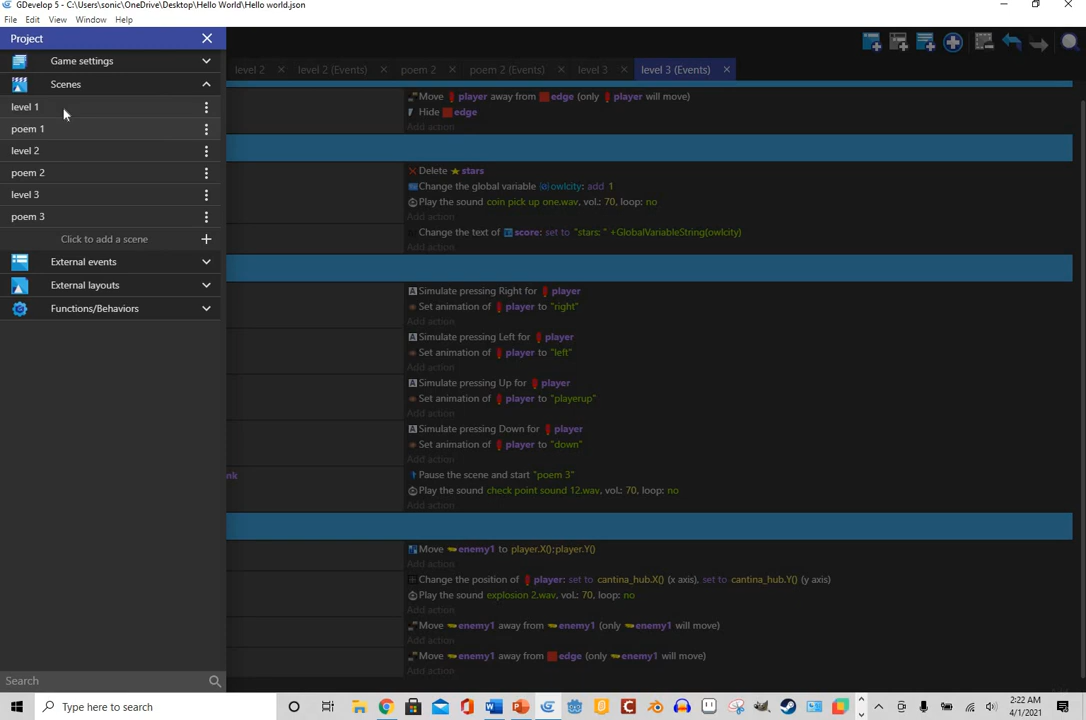 GDevelop 5 - C:\Users\sonic\OneDrive\Desktop\Hello World\Hello world.json
File Edit View Window Help
Project
Game settings
Scenes
level 1
poem 1
level 2
poem 2
level 3
poem 3
Click to add a scene
External events
External layouts
Functions/Behaviors
Search
level 2 level 2 (Events) poem 2 poem 2 (Events) level 3 level 3 (Events)
Move player away from edge (only player will move)
Hide edge
Add action
Delete stars
Change the global variable owlcity: add 1
Play the sound coin pick up one.wav, vol.: 70, loop: no
Add action
Change the text of score: set to "stars: " +GlobalVariableString(owlcity)
Add action
Simulate pressing Right for player
Set animation of player to "right"
Add action
Simulate pressing Left for player
Set animation of player to "left"
Add action
Simulate pressing Up for player
Set animation of player to "playerup"
Add action
Simulate pressing Down for player
Set animation of player to "down"
Add action
nk
Pause the scene and start "poem 3"
Play the sound check point sound 12.wav, vol.: 70, loop: no
Add action
Move enemy1 to player.X();player.Y()
Add action
Change the position of player: set to cantina_hub.X() (x axis), set to cantina_hub.Y() (y axis)
Play the sound explosion 2.wav, vol.: 70, loop: no
Add action
Move enemy1 away from enemy1 (only enemy1 will move)
Add action
Move enemy1 away from edge (only enemy1 will move)
Add action
Type here to search
2:22 AM
4/1/2021